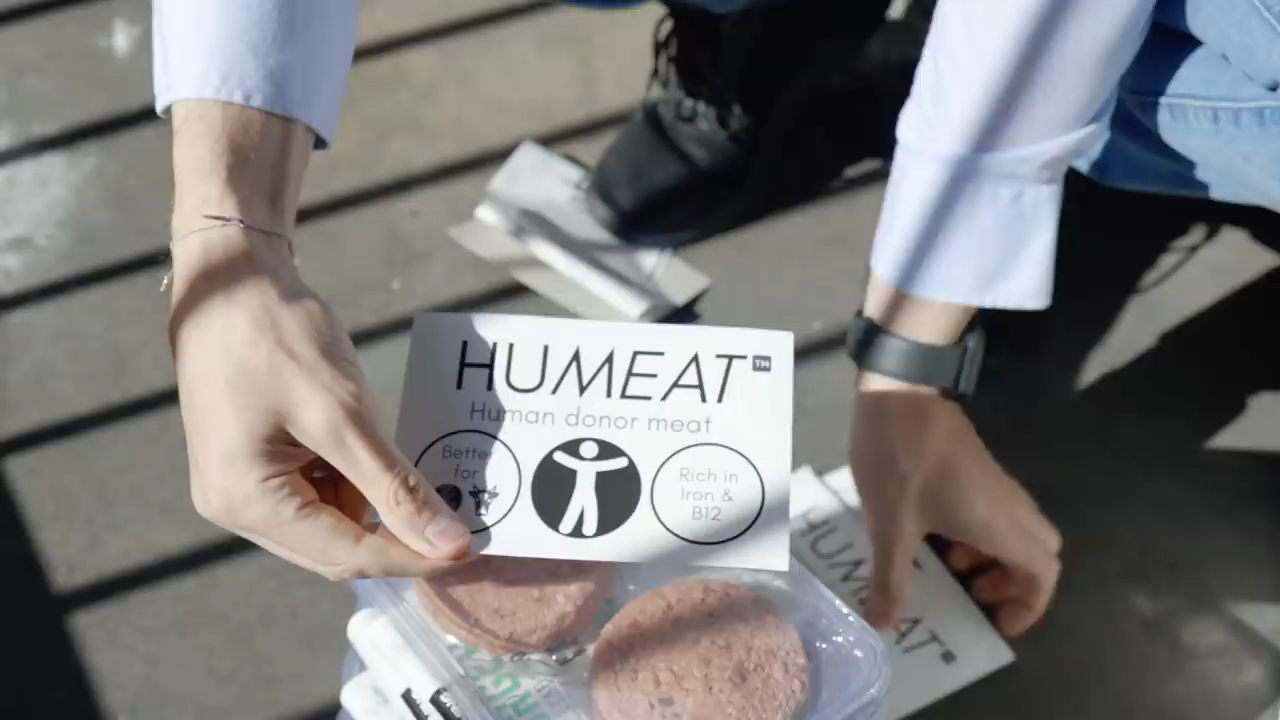 HUMEAT™
Human donor meat
Better
for
Rich in
Iron &
B12
HUMEAT